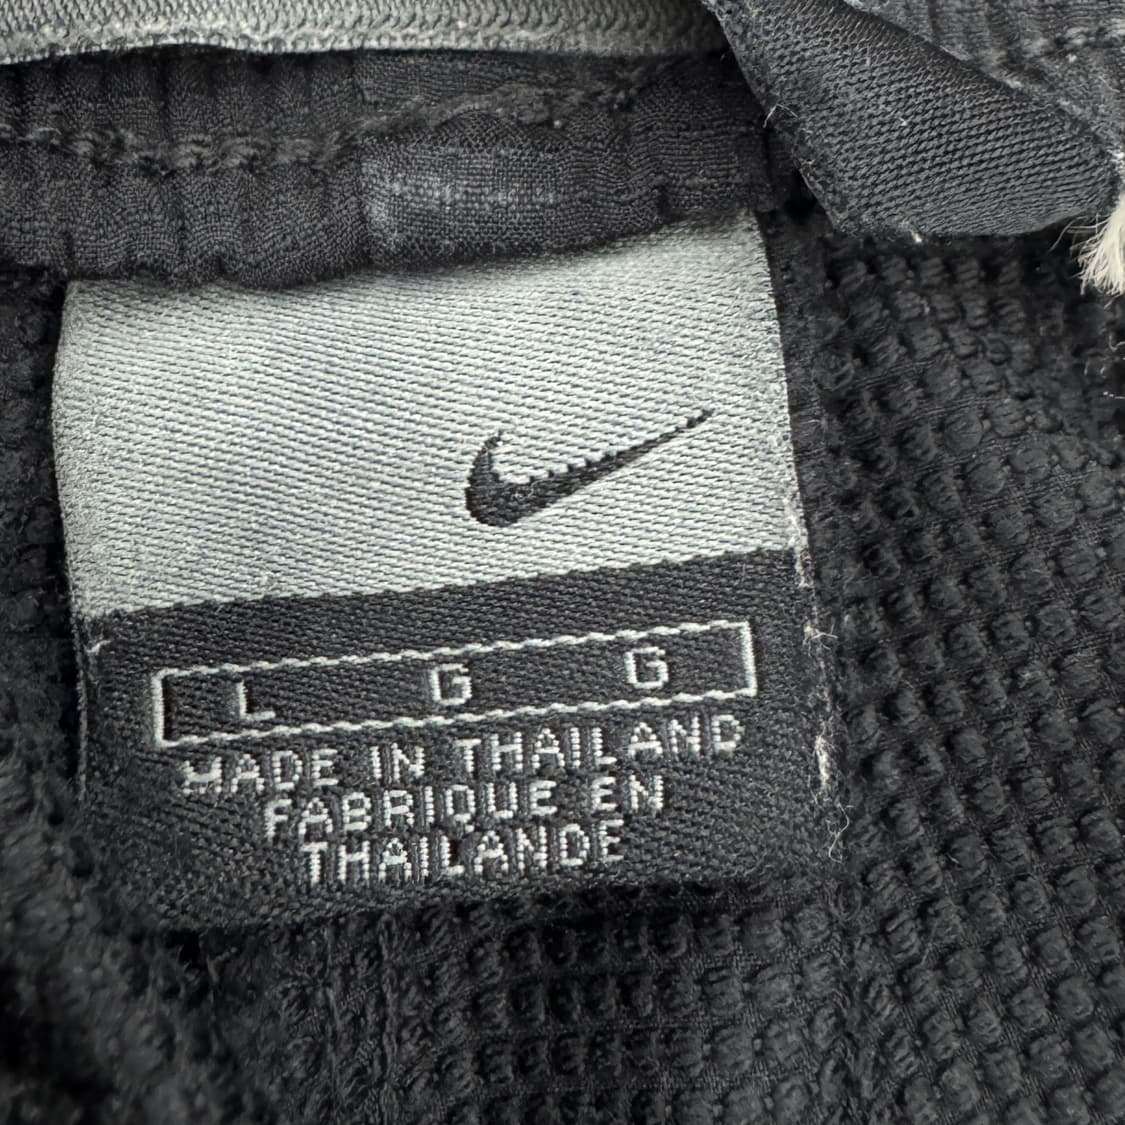 L G G
MADE IN THAILAND
FABRIQUE EN
THAILANDE